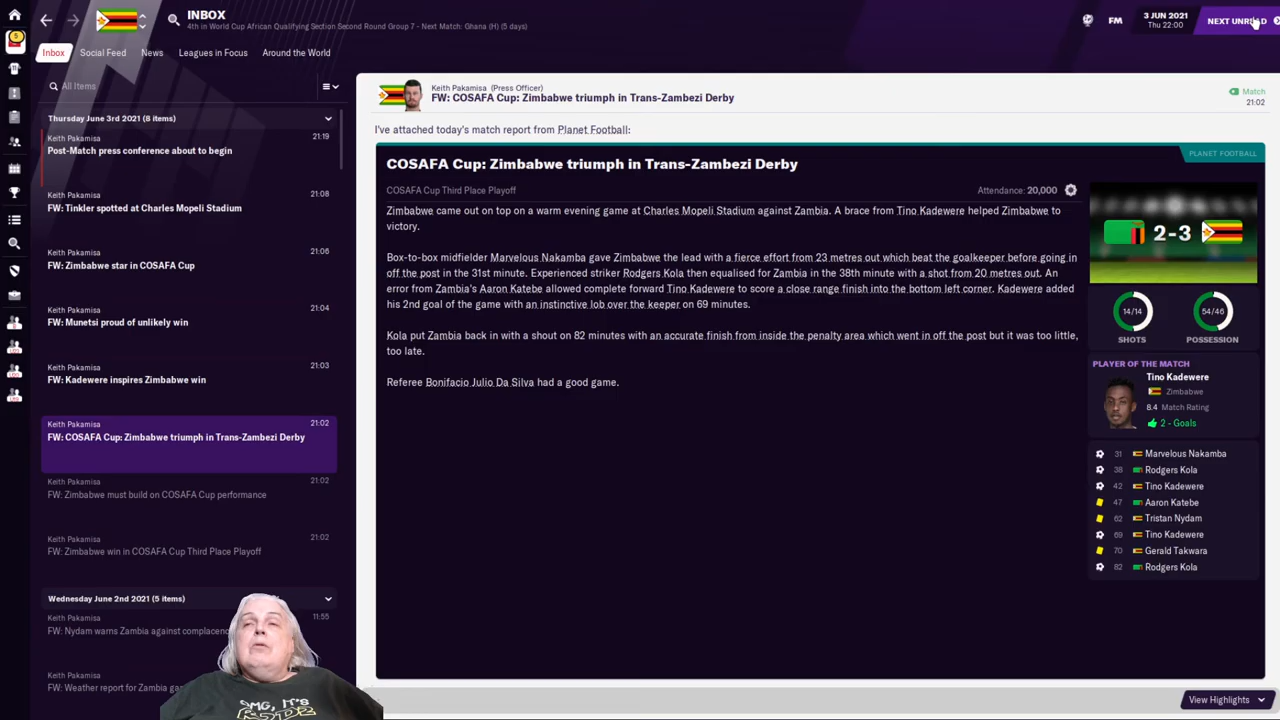 INBOX
4th in World Cup African Qualifying Section Second Round Group 7 - Next Match: Ghana (H) (5 days)
FM
3 JUN 2021
Thu 22:00
NEXT UNREAD
5
Inbox
Social Feed
News
Leagues in Focus
Around the World
All Items
Thursday June 3rd 2021 (8 items)
Keith Pakamisa
21:19
Post-Match press conference about to begin
Keith Pakamisa
21:08
FW: Tinkler spotted at Charles Mopeli Stadium
Keith Pakamisa
21:06
FW: Zimbabwe star in COSAFA Cup
Keith Pakamisa
21:04
FW: Munetsi proud of unlikely win
Keith Pakamisa
21:03
FW: Kadewere inspires Zimbabwe win
Keith Pakamisa
21:02
FW: COSAFA Cup: Zimbabwe triumph in Trans-Zambezi Derby
Keith Pakamisa
21:02
FW: Zimbabwe must build on COSAFA Cup performance
Keith Pakamisa
21:02
FW: Zimbabwe win in COSAFA Cup Third Place Playoff
Wednesday June 2nd 2021 (5 items)
Keith Pakamisa
11:55
FW: Nydam warns Zambia against
Keith Pakamisa
FW: Weather report for Zambia
Keith Pakamisa (Press Officer)
FW: COSAFA Cup: Zimbabwe triumph in Trans-Zambezi Derby
Match
21:02
I've attached today's match report from Planet Football:
PLANET FOOTBALL
COSAFA Cup: Zimbabwe triumph in Trans-Zambezi Derby
COSAFA Cup Third Place Playoff
Attendance: 20,000
Zimbabwe came out on top on a warm evening game at Charles Mopeli Stadium against Zambia. A brace from Tino Kadewere helped Zimbabwe to
victory.
Box-to-box midfielder Marvelous Nakamba gave Zimbabwe the lead with a fierce effort from 23 metres out which beat the goalkeeper before going in
off the post in the 31st minute. Experienced striker Rodgers Kola then equalised for Zambia in the 38th minute with a shot from 20 metres out. An
error from Zambia's Aaron Katebe allowed complete forward Tino Kadewere to score a close range finish into the bottom left corner. Kadewere added
his 2nd goal of the game with an instinctive lob over the keeper on 69 minutes.
Kola put Zambia back in with a shout on 82 minutes with an accurate finish from inside the penalty area which went in off the post but it was too little,
too late.
Referee Bonifacio Julio Da Silva had a good game.
2-3
14/14
54/46
SHOTS
POSSESSION
PLAYER OF THE MATCH
Tino Kadewere
Zimbabwe
8.4 Match Rating
2 - Goals
31 Marvelous Nakamba
38 Rodgers Kola
42 Tino Kadewere
47 Aaron Katebe
62 Tristan Nydam
69 Tino Kadewere
70 Gerald Takwara
82 Rodgers Kola
View Highlights
OMG, IT'S